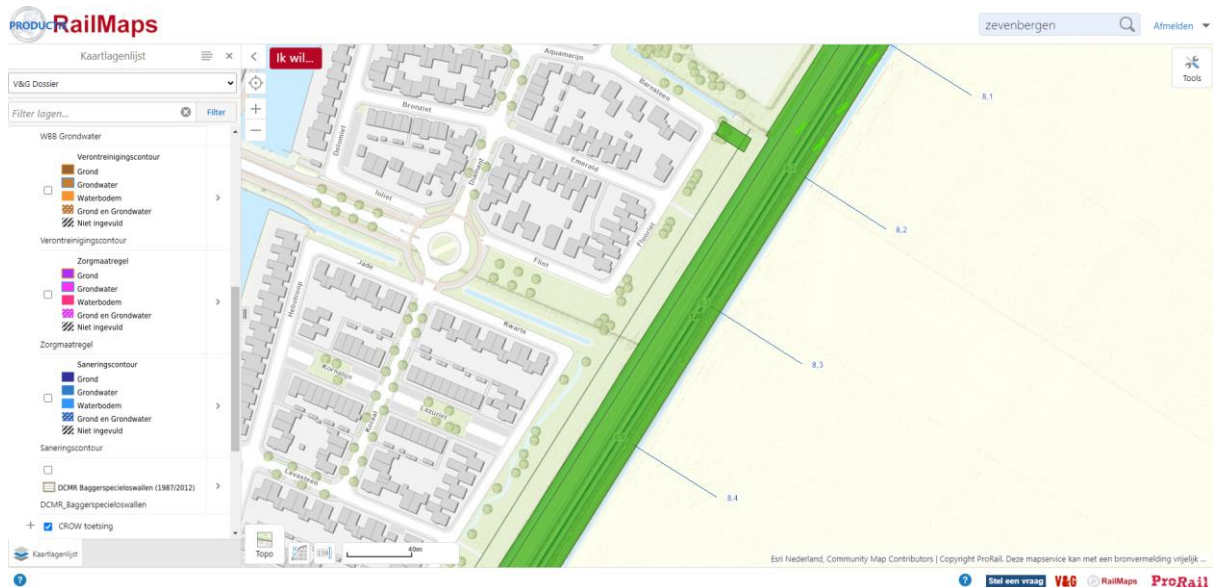 PRODUCTIE RailMaps
zevenbergen
Afmelden
Kaartlagenlijst
Ik wil...
Tools
V&G Dossier
Filter lagen...
Filter
WBB Grondwater
Verontreinigingscontour
Grond
Grondwater
Waterbodem
Grond en Grondwater
Niet ingevuld
Verontreinigingscontour
Zorgmaatregel
Grond
Grondwater
Waterbodem
Grond en Grondwater
Niet ingevuld
Zorgmaatregel
Saneringscontour
Grond
Grondwater
Waterbodem
Grond en Grondwater
Niet ingevuld
Saneringscontour
DCMR Baggerspecieloswallen (1987/2012)
DCMR_Baggerspecieloswallen
CROW toetsing
Kaartlagenlijst
Aquamarijn
Barnsteen
Bronziet
Dolomiet
Diamant
Emerald
Ioliet
Fluoriet
Flint
Jade
Heliotroop
Kwarts
Kornalijn
Koraal
Lazuriet
Lavasteen
8,1
8,2
8,3
8,4
Topo
40m
Esri Nederland, Community Map Contributors | Copyright ProRail. Deze mapservice kan met een bronvermelding vrijelijk ...
Stel een vraag
V&G
RailMaps
ProRail